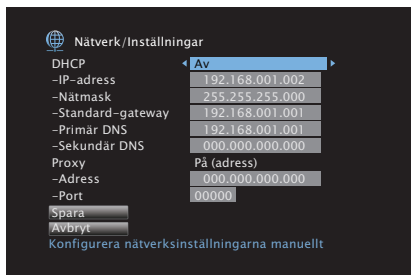 Nätverk/Inställningar
DHCP Av
–IP-adress 192.168.001.002
–Nätmask 255.255.255.000
–Standard-gateway 192.168.001.001
–Primär DNS 192.168.001.001
–Sekundär DNS 000.000.000.000
Proxy På (adress)
–Adress 000.000.000.000
–Port 00000
Spara
Avbryt
Konfigurera nätverksinställningarna manuellt